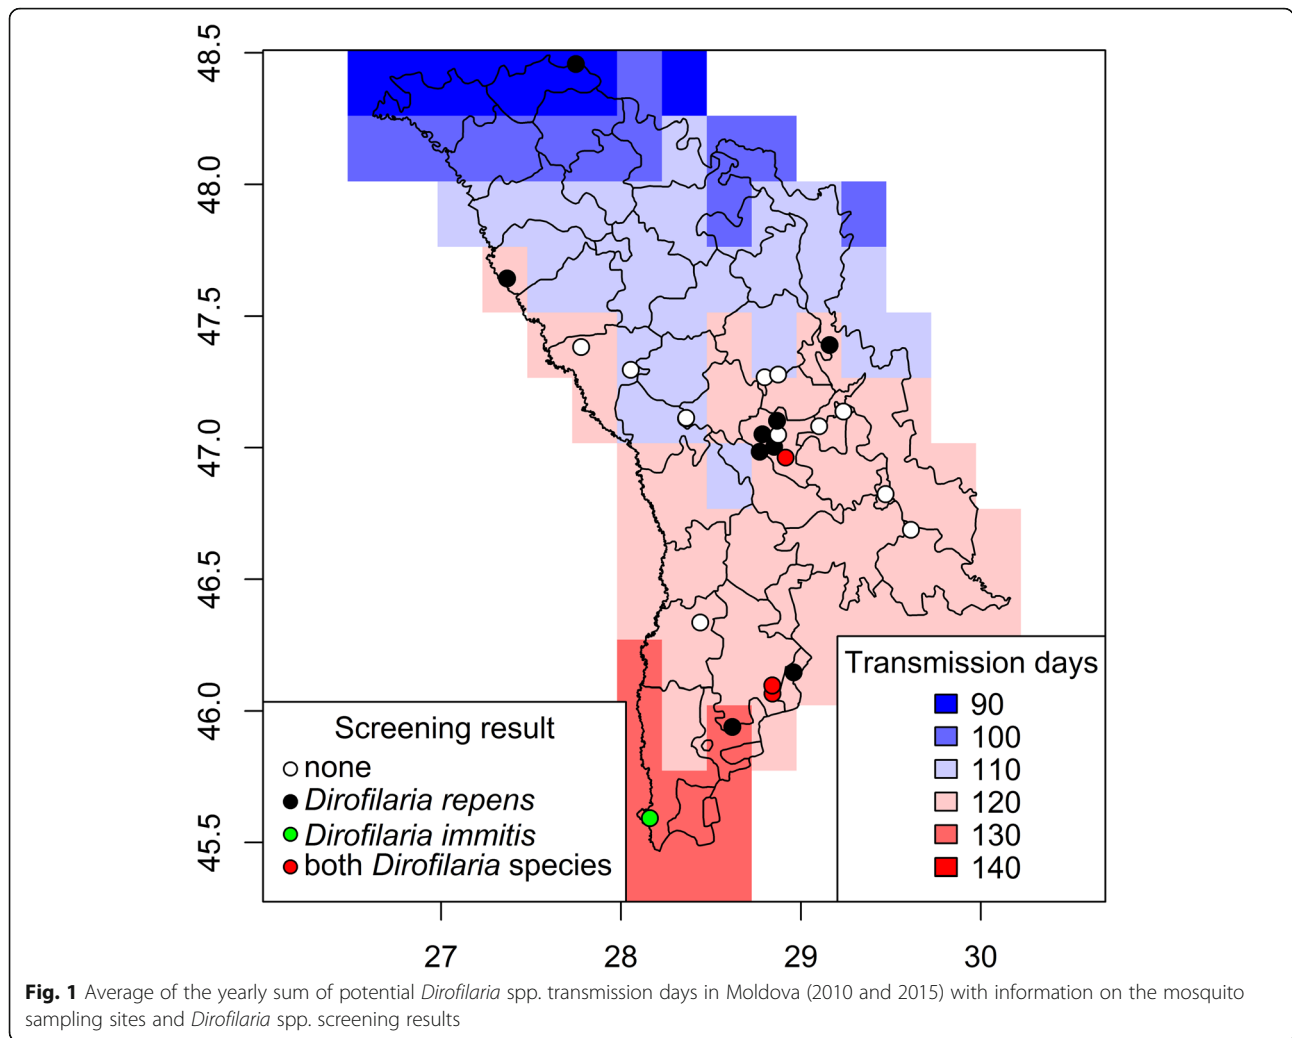 48.5
48.0
47.5
47.0
46.5
46.0
45.5
Screening result
none
Dirofilaria repens
Dirofilaria immitis
both Dirofilaria species
Transmission days
90
100
110
120
130
140
27 28 29 30
Fig. 1 Average of the yearly sum of potential Dirofilaria spp. transmission days in Moldova (2010 and 2015) with information on the mosquito
sampling sites and Dirofilaria spp. screening results